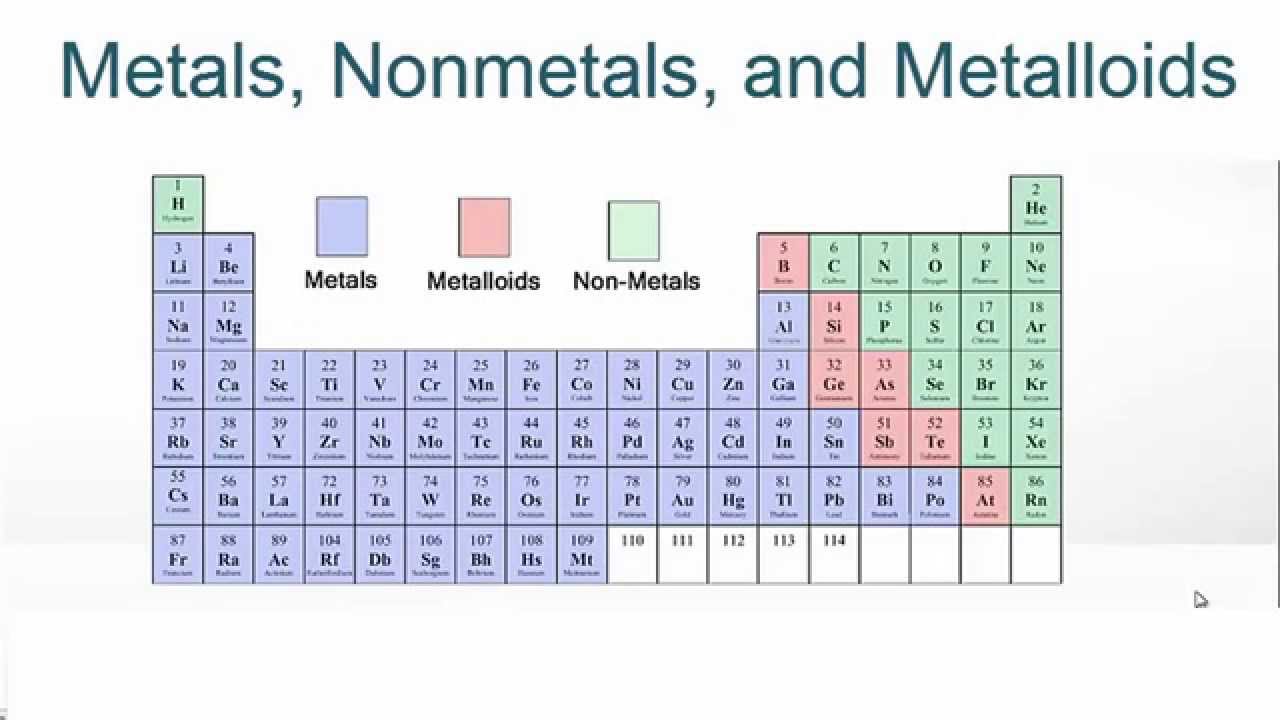 Metals, Nonmetals, and Metalloids
1 2
H He
Hydrogen Helium
Metals Metalloids Non-Metals
3 4 5 6 7 8 9 10
Li Be B C N O F Ne
Lithium Beryllium Boron Carbon Nitrogen Oxygen Fluorine Neon
11 12 13 14 15 16 17 18
Na Mg Al Si P S Cl Ar
Sodium Magnesium Silicon Phosphorus Sulfur Chlorine Argon
19 20 21 22 23 24 25 26 27 28 29 30 31 32 33 34 35 36
K Ca Sc Ti V Cr Mn Fe Co Ni Cu Zn Ga Ge As Se Br Kr
Potassium Calcium Scandium Titanium Vanadium Chromium Manganese Iron Cobalt Nickel Copper Zinc Gallium Germanium Arsenic Selenium Bromine Krypton
37 38 39 40 41 42 43 44 45 46 47 48 49 50 51 52 53 54
Rb Sr Y Zr Nb Mo Tc Ru Rh Pd Ag Cd In Sn Sb Te I Xe
Rubidium Strontium Yttrium Zirconium Niobium Molybdenum Technetium Ruthenium Rhodium Palladium Silver Cadmium Indium Tin Antimony Iodine Xenon
55 56 57 72 73 74 75 76 77 78 79 80 81 82 83 84 85 86
Cs Ba La Hf Ta W Re Os Ir Pt Au Hg Tl Pb Bi Po At Rn
Cesium Barium Lanthanum Hafnium Tantalum Tungsten Rhenium Osmium Iridium Platinum Gold Mercury Thallium Lead Bismuth Polonium Astatine Radon
87 88 89 104 105 106 107 108 109 110 111 112 113 114
Fr Ra Ac Rf Db Sg Bh Hs Mt
Francium Radium Actinium Rutherfordium Dubnium Seaborgium Bohrium Hassium Meitnerium